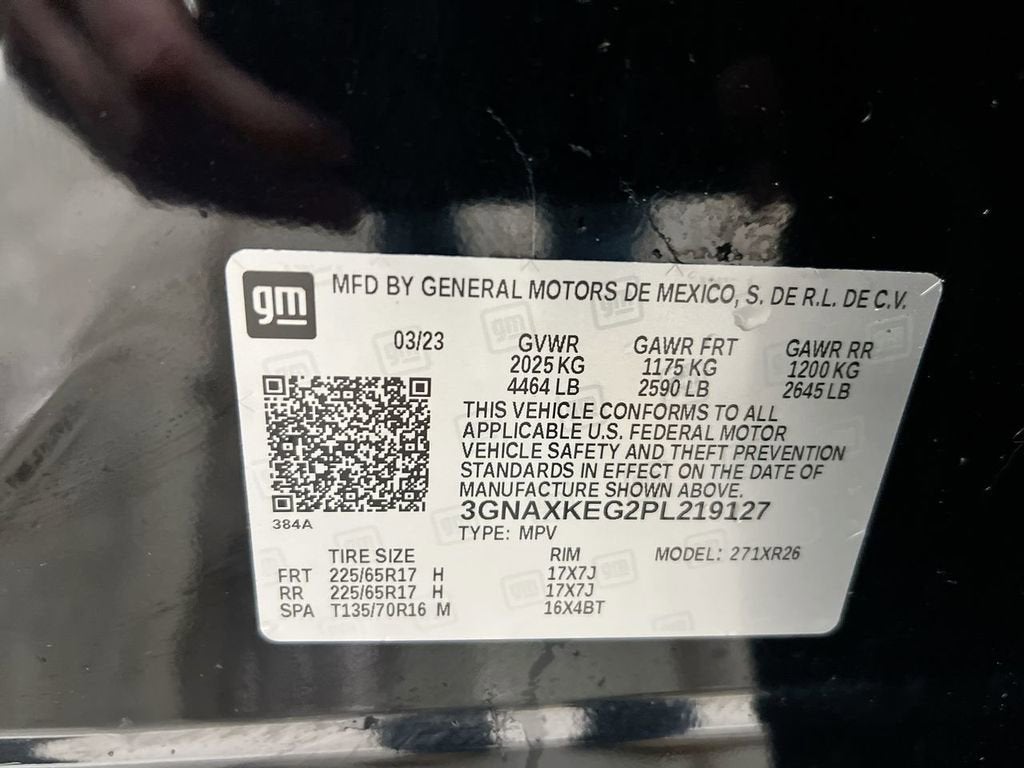 gm MFD BY GENERAL MOTORS DE MEXICO, S. DE R.L. DE C.V.
03/23 GVWR GAWR FRT GAWR RR
2025 KG 1175 KG 1200 KG
4464 LB 2590 LB 2645 LB
THIS VEHICLE CONFORMS TO ALL
APPLICABLE U.S. FEDERAL MOTOR
VEHICLE SAFETY AND THEFT PREVENTION
STANDARDS IN EFFECT ON THE DATE OF
MANUFACTURE SHOWN ABOVE.
3GNAXKEG2PL219127
384A
TYPE: MPV
TIRE SIZE RIM MODEL: 271XR26
FRT 225/65R17 H 17X7J
RR 225/65R17 H 17X7J
SPA T135/70R16 M 16X4BT